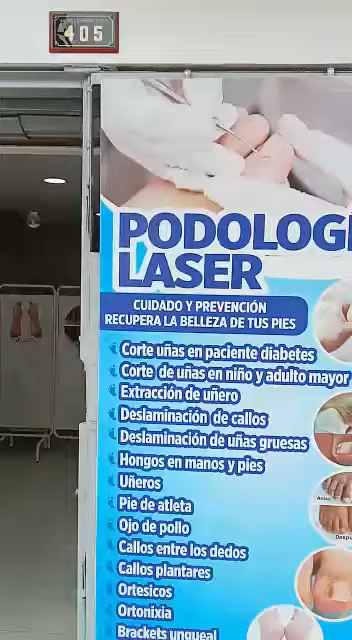 405
PODOLOGI
LASER
CUIDADO Y PREVENCIÓN
RECUPERA LA BELLEZA DE TUS PIES
Corte uñas en paciente diabetes
Corte de uñas en niño y adulto mayor
Extracción de uñero
Deslaminación de callos
Deslaminación de uñas gruesas
Hongos en manos y pies
Uñeros
Pie de atleta
Ojo de pollo
Callos entre los dedos
Callos plantares
Ortesicos
Ortonixia
Brackets ungueal
Antes
Despu